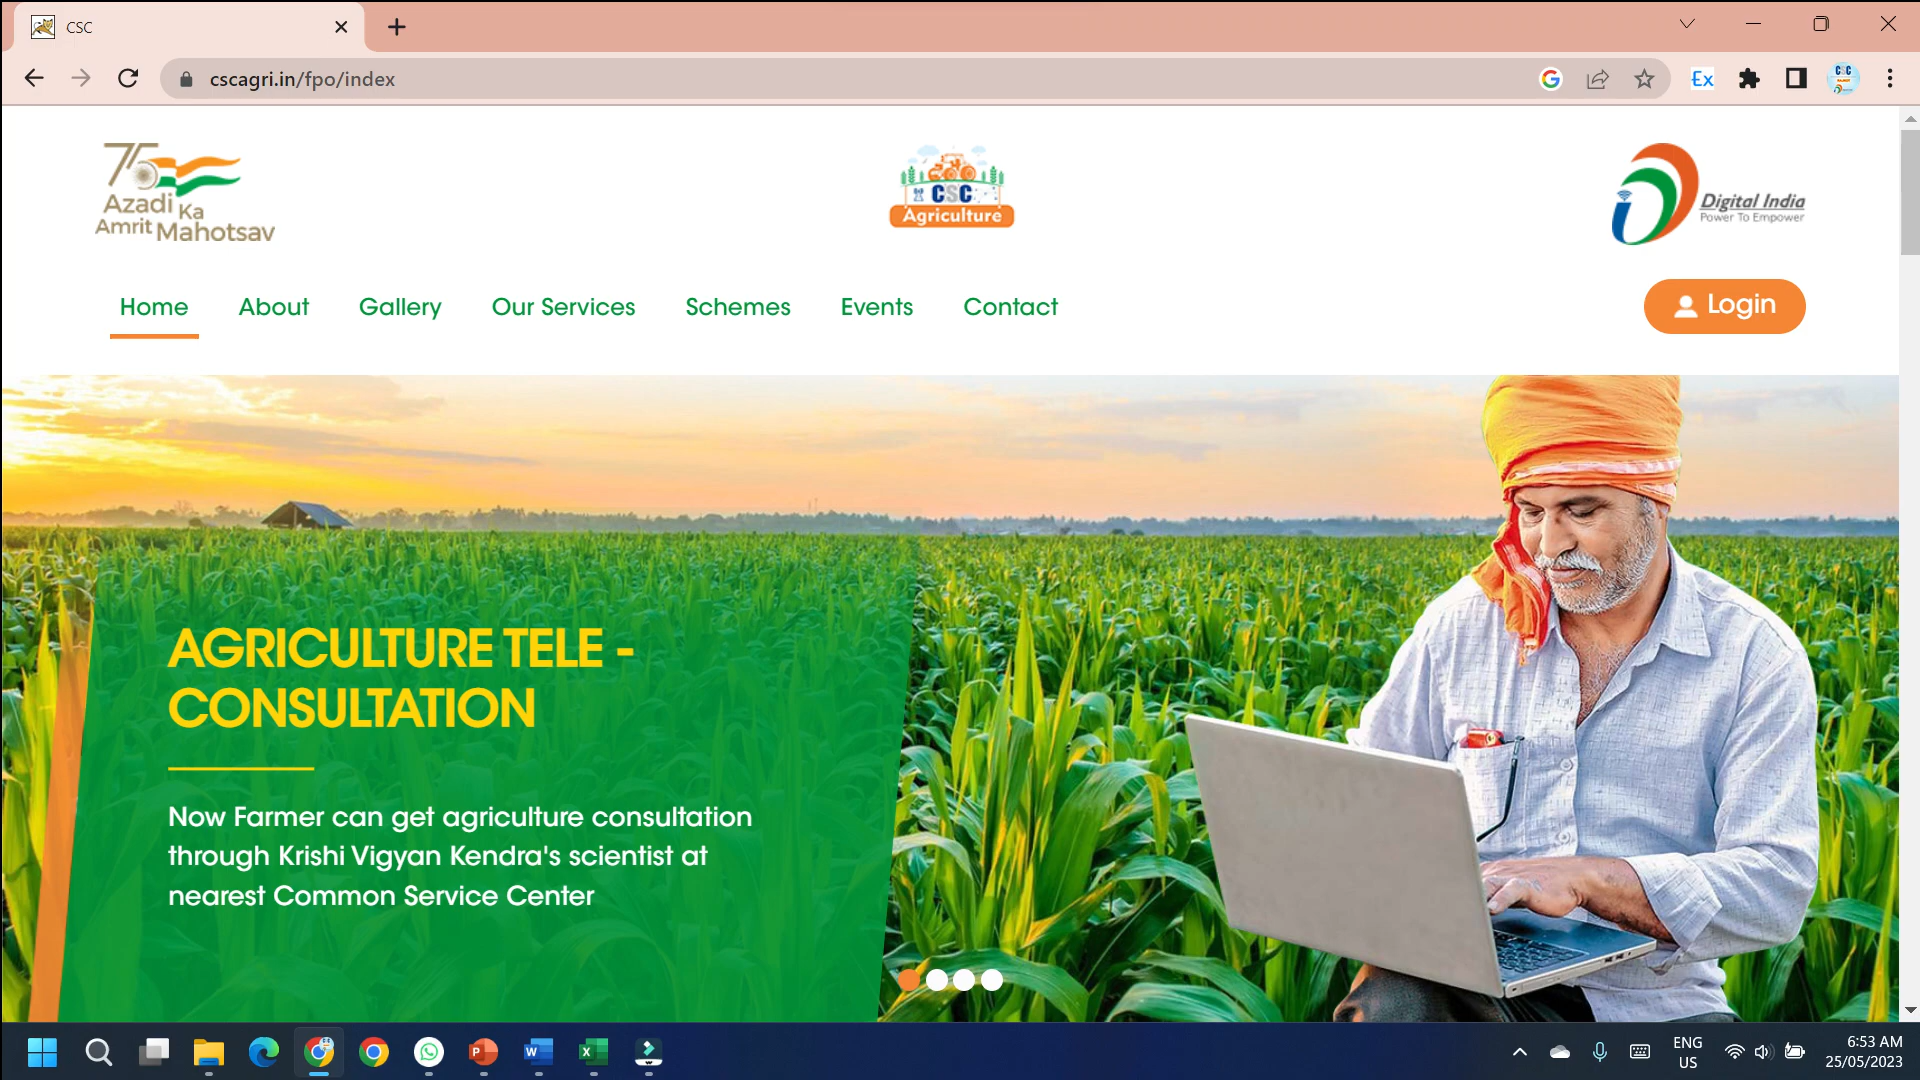 CSC
cscagri.in/fpo/index
Ex
75
Azadi Ka
Amrit Mahotsav
CSC
Agriculture
Digital India
Power To Empower
Home About Gallery Our Services Schemes Events Contact
Login
AGRICULTURE TELE -
CONSULTATION
Now Farmer can get agriculture consultation
through Krishi Vigyan Kendra's scientist at
nearest Common Service Center
ENG
US
6:53 AM
25/05/2023